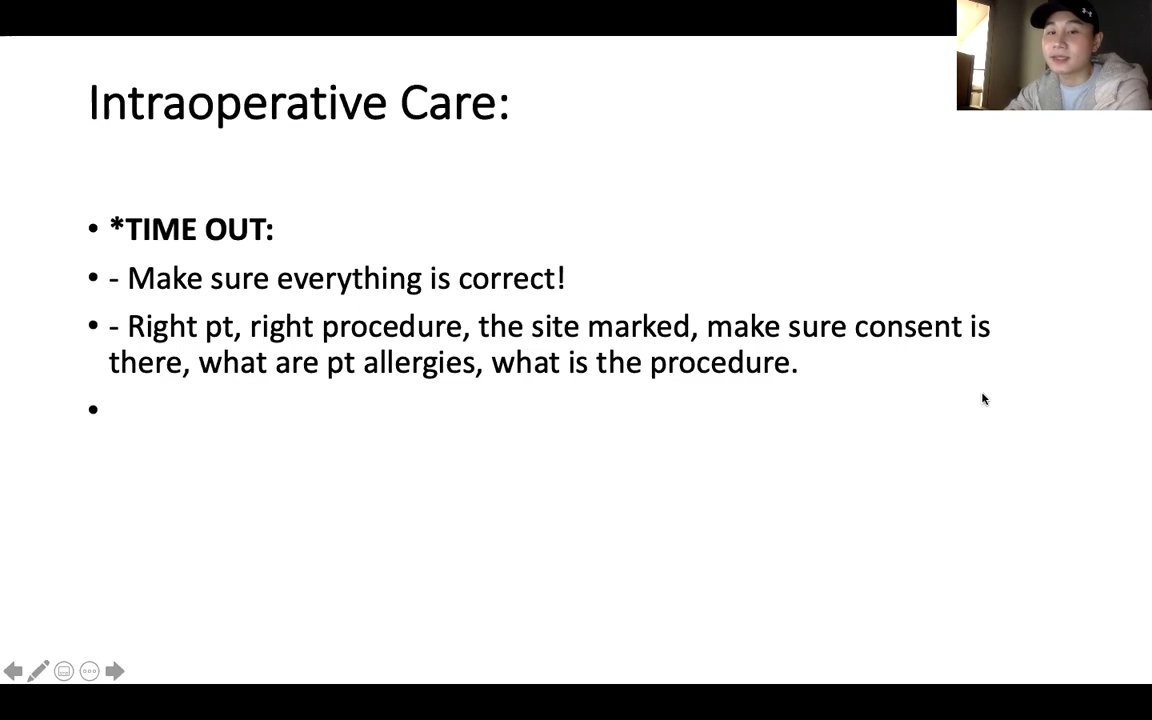 Intraoperative Care:
• *TIME OUT:
• - Make sure everything is correct!
• - Right pt, right procedure, the site marked, make sure consent is
there, what are pt allergies, what is the procedure.
•